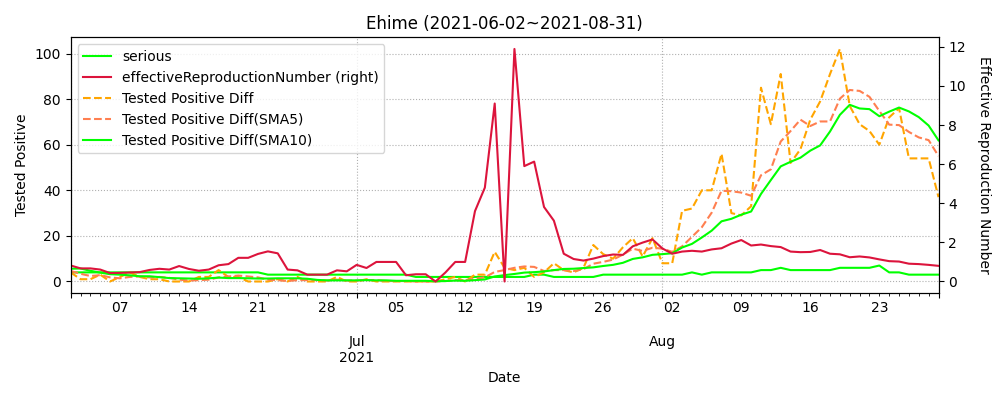 Ehime (2021-06-02~2021-08-31)
serious
effectiveReproductionNumber (right)
Tested Positive Diff
Tested Positive Diff(SMA5)
Tested Positive Diff(SMA10)
Tested Positive
100
80
60
40
20
0
12
10
8
6
4
2
0
Effective Reproduction Number
07 14 21 28 05 12 19 26 02 09 16 23
Jul Aug
2021
Date